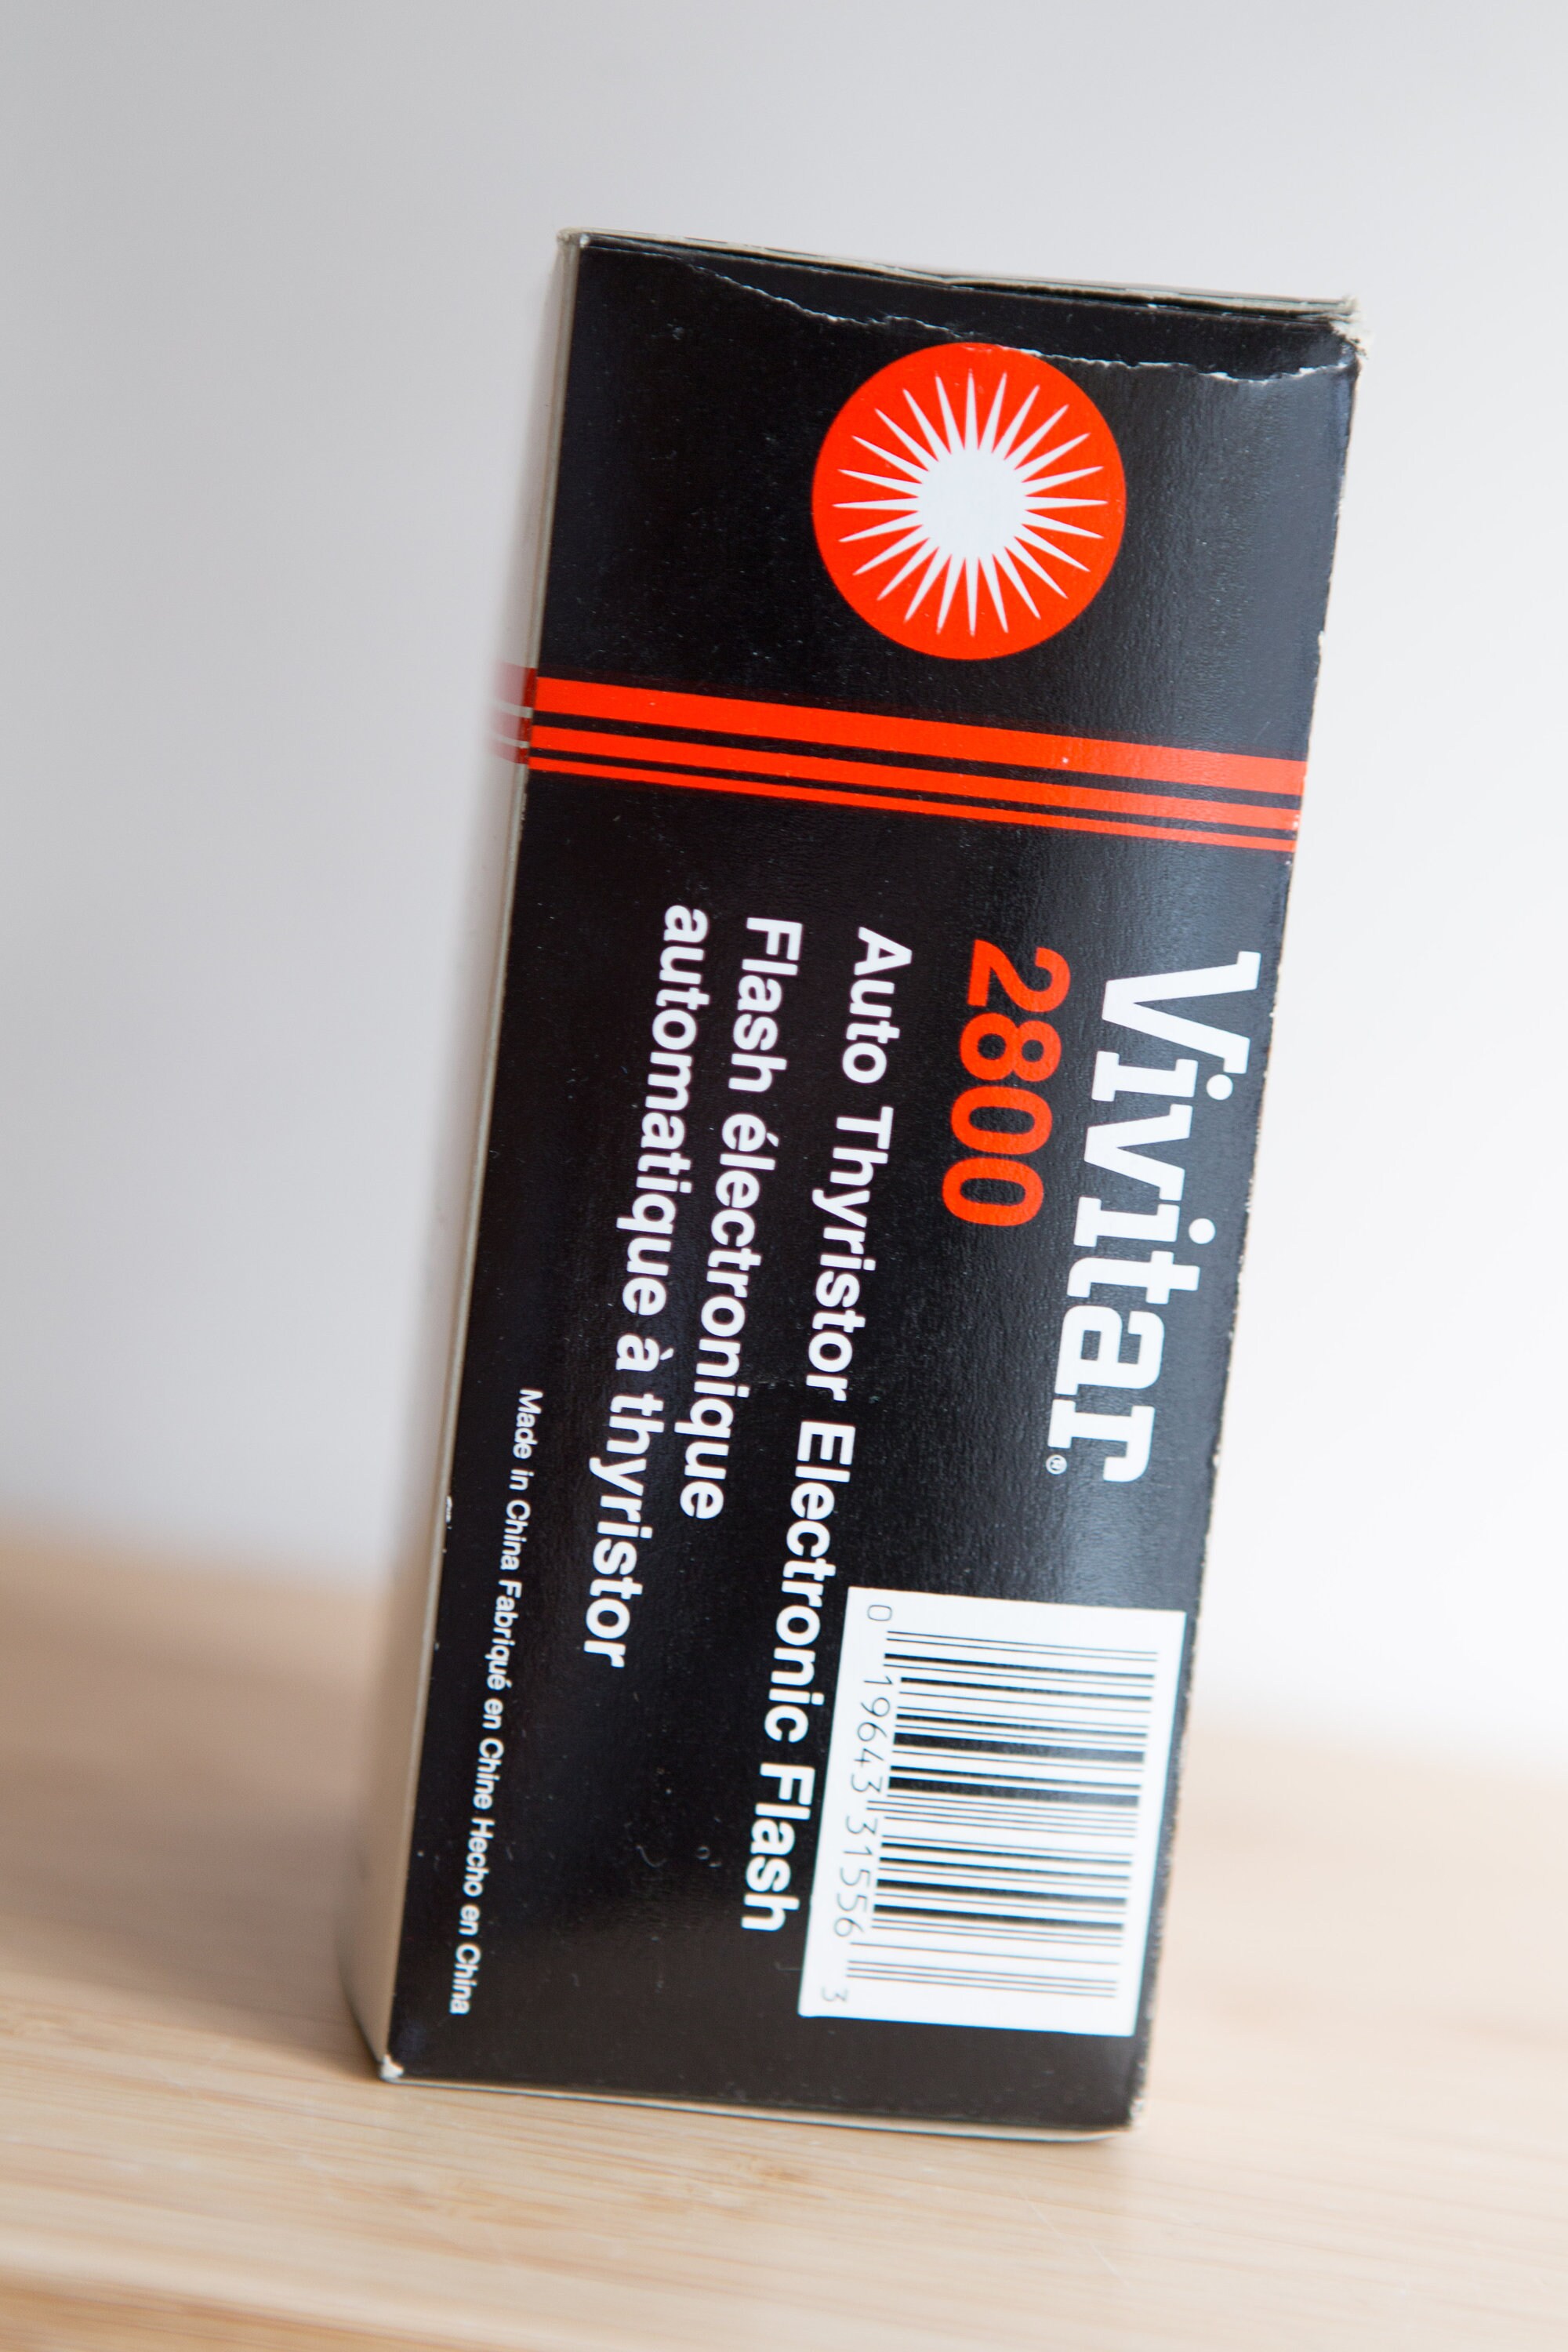 Vivitar®
2800
Auto Thyristor Electronic Flash
Flash électronique
automatique à thyristor
Made in China Fabriqué en Chine Hecho en China
0 19643 31556 3